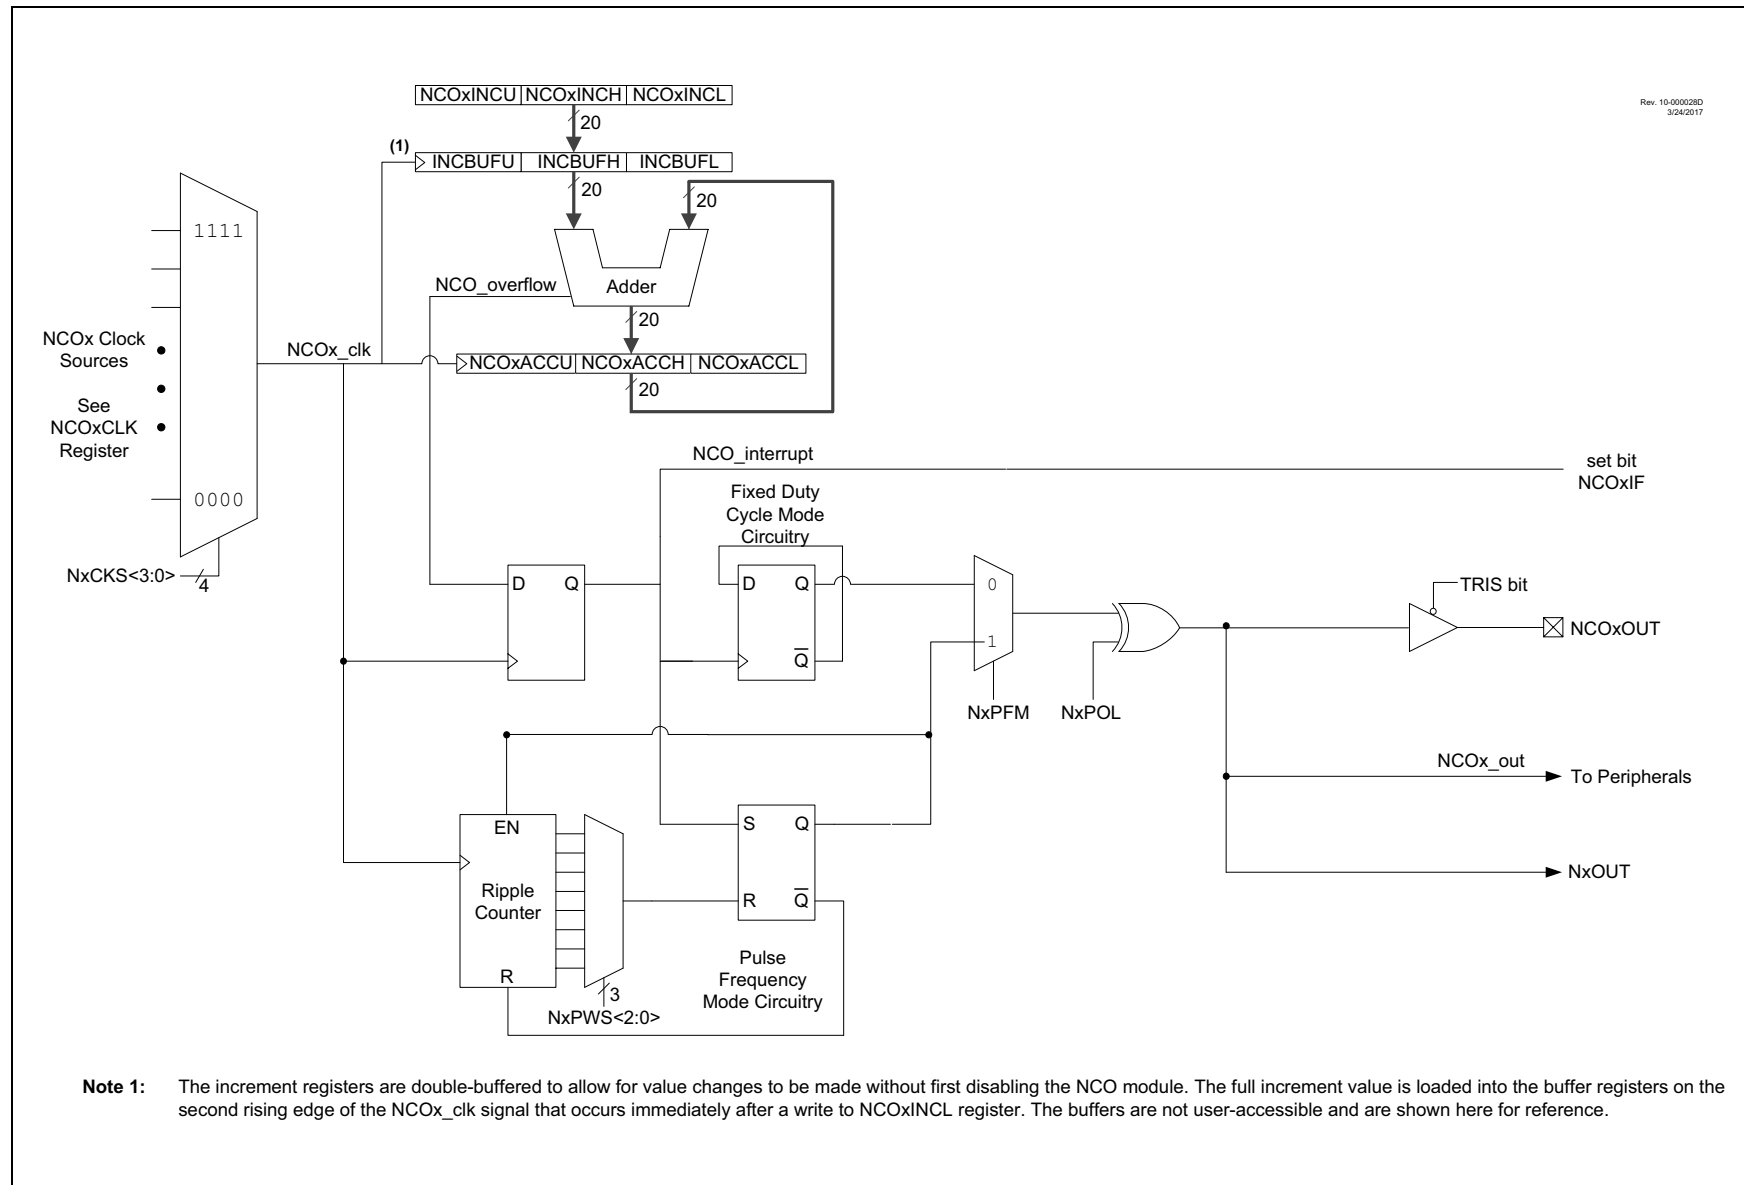 Rev. 10-000028D
3/24/2017
NCOxINCU NCOxINCH NCOxINCL
20
(1)
INCBUFU INCBUFH INCBUFL
20
20
1111
NCO_overflow
Adder
20
NCOx Clock
Sources
NCOx_clk
NCOxACCU NCOxACCH NCOxACCL
20
See
NCOxCLK
Register
NCO_interrupt
set bit
NCOxIF
0000
Fixed Duty
Cycle Mode
Circuitry
NxCKS<3:0>
4
D Q
D Q
Q
0
1
TRIS bit
NCOxOUT
NxPFM
NxPOL
NCOx_out
To Peripherals
EN
Ripple
Counter
R
S Q
R Q
NxOUT
3
NxPWS<2:0>
Pulse
Frequency
Mode Circuitry
Note 1: The increment registers are double-buffered to allow for value changes to be made without first disabling the NCO module. The full increment value is loaded into the buffer registers on the
second rising edge of the NCOx_clk signal that occurs immediately after a write to NCOxINCL register. The buffers are not user-accessible and are shown here for reference.